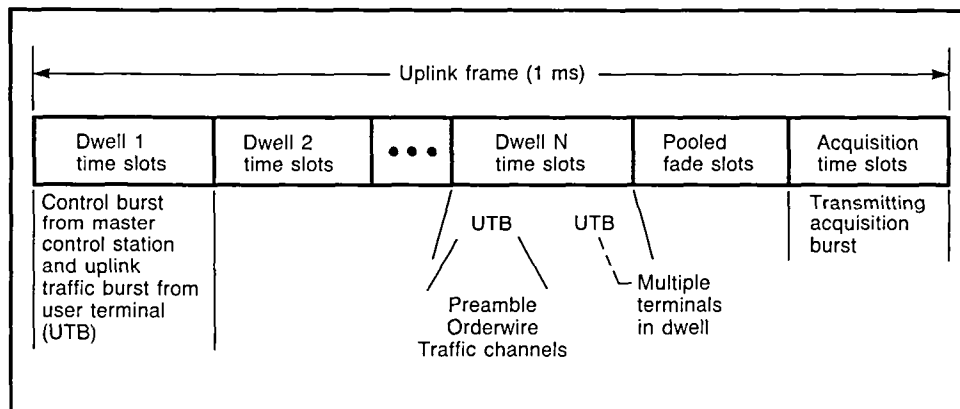 Uplink frame (1 ms)
Dwell 1
time slots
Dwell 2
time slots
•••
Dwell N
time slots
Pooled
fade slots
Acquisition
time slots
Control burst
from master
control station
and uplink
traffic burst from
user terminal
(UTB)
UTB
Preamble
Orderwire
Traffic channels
UTB
Multiple
terminals
in dwell
Transmitting
acquisition
burst